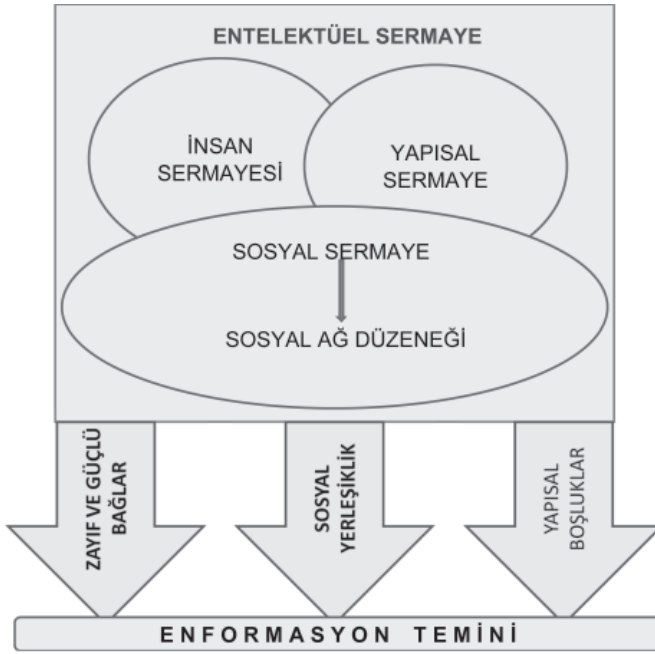 ENTELEKTÜEL SERMAYE
İNSAN
SERMAYESİ
YAPISAL
SERMAYE
SOSYAL SERMAYE
SOSYAL AĞ DÜZENEĞİ
ZAYIF VE GÜÇLÜ
BAĞLAR
SOSYAL
YERLEŞİKLİK
YAPISAL
BOŞLUKLAR
ENFORMASYON TEMİNİ